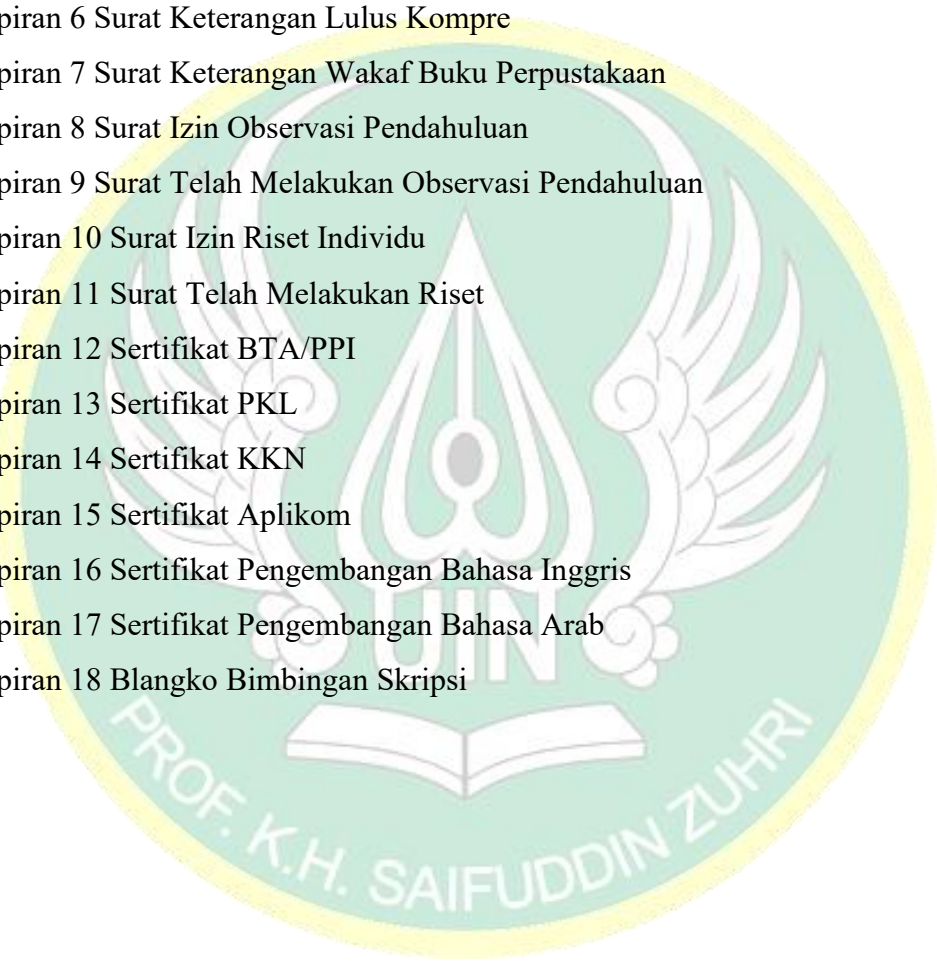 piran 6 Surat Keterangan Lulus Kompre
piran 7 Surat Keterangan Wakaf Buku Perpustakaan
piran 8 Surat Izin Observasi Pendahuluan
piran 9 Surat Telah Melakukan Observasi Pendahuluan
piran 10 Surat Izin Riset Individu
piran 11 Surat Telah Melakukan Riset
piran 12 Sertifikat BTA/PPI
piran 13 Sertifikat PKL
piran 14 Sertifikat KKN
piran 15 Sertifikat Aplikom
piran 16 Sertifikat Pengembangan Bahasa Inggris
piran 17 Sertifikat Pengembangan Bahasa Arab
piran 18 Blangko Bimbingan Skripsi
UIN
PROF. K.H. SAIFUDDIN ZUHRI